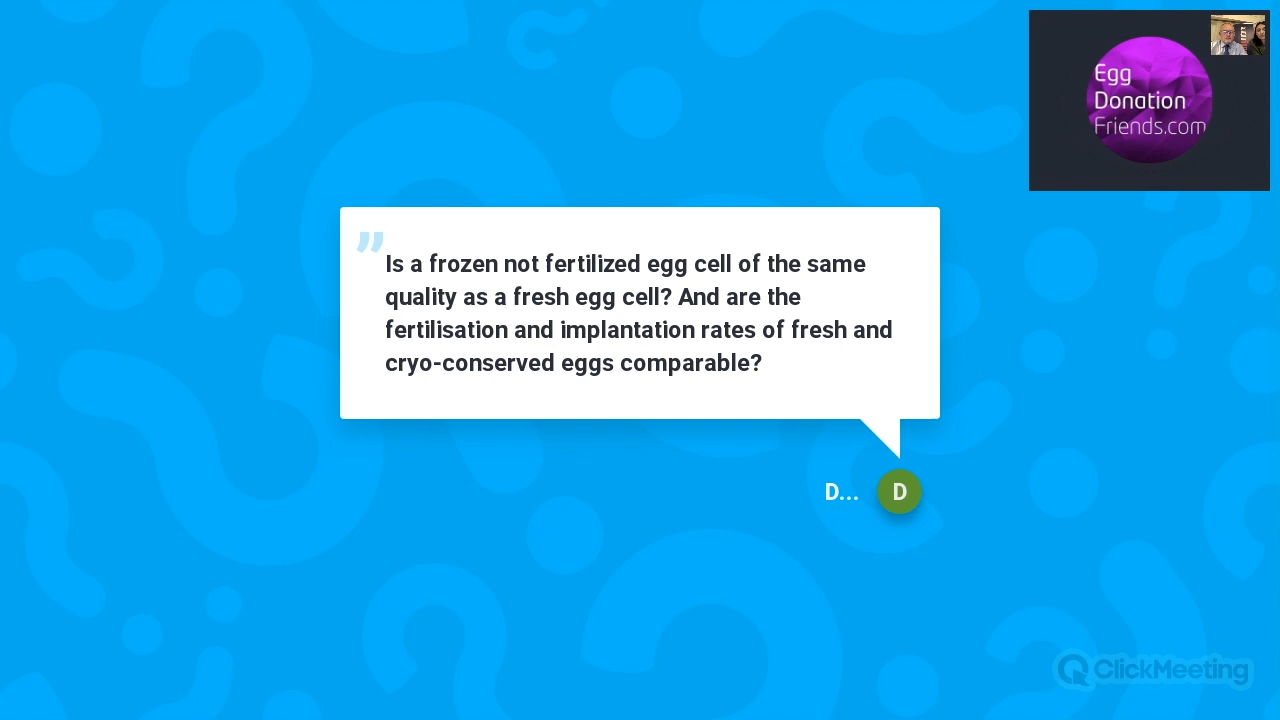 Egg
Donation
Friends.com
”
Is a frozen not fertilized egg cell of the same
quality as a fresh egg cell? And are the
fertilisation and implantation rates of fresh and
cryo-conserved eggs comparable?
D... D
ClickMeeting